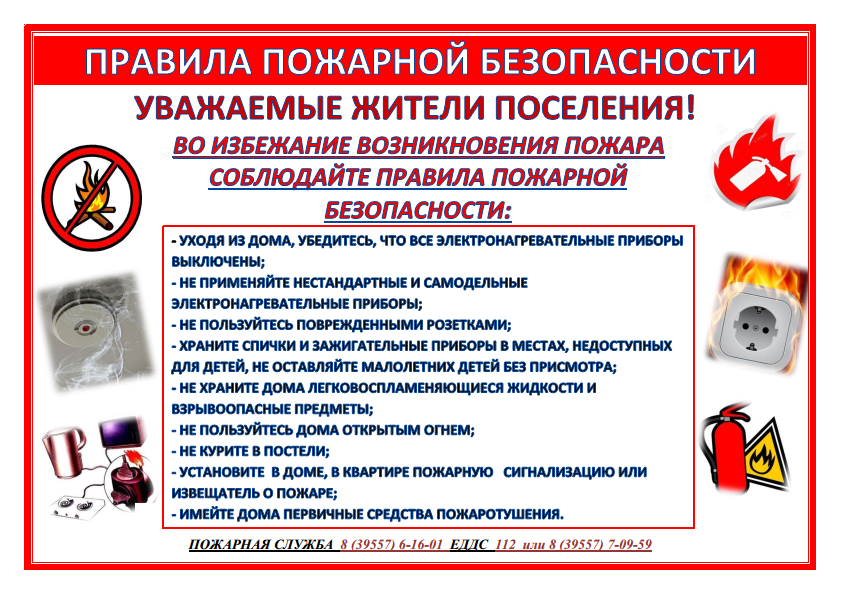 ПРАВИЛА ПОЖАРНОЙ БЕЗОПАСНОСТИ
УВАЖАЕМЫЕ ЖИТЕЛИ ПОСЕЛЕНИЯ!
ВО ИЗБЕЖАНИЕ ВОЗНИКНОВЕНИЯ ПОЖАРА
СОБЛЮДАЙТЕ ПРАВИЛА ПОЖАРНОЙ
БЕЗОПАСНОСТИ:
- УХОДЯ ИЗ ДОМА, УБЕДИТЕСЬ, ЧТО ВСЕ ЭЛЕКТРОНАГРЕВАТЕЛЬНЫЕ ПРИБОРЫ
ВЫКЛЮЧЕНЫ;
- НЕ ПРИМЕНЯЙТЕ НЕСТАНДАРТНЫЕ И САМОДЕЛЬНЫЕ
ЭЛЕКТРОНАГРЕВАТЕЛЬНЫЕ ПРИБОРЫ;
- НЕ ПОЛЬЗУЙТЕСЬ ПОВРЕЖДЕННЫМИ РОЗЕТКАМИ;
- ХРАНИТЕ СПИЧКИ И ЗАЖИГАТЕЛЬНЫЕ ПРИБОРЫ В МЕСТАХ, НЕДОСТУПНЫХ
ДЛЯ ДЕТЕЙ, НЕ ОСТАВЛЯЙТЕ МАЛОЛЕТНИХ ДЕТЕЙ БЕЗ ПРИСМОТРА;
- НЕ ХРАНИТЕ ДОМА ЛЕГКОВОСПЛАМЕНЯЮЩИЕСЯ ЖИДКОСТИ И
ВЗРЫВООПАСНЫЕ ПРЕДМЕТЫ;
- НЕ ПОЛЬЗУЙТЕСЬ ДОМА ОТКРЫТЫМ ОГНЕМ;
- НЕ КУРИТЕ В ПОСТЕЛИ;
- УСТАНОВИТЕ В ДОМЕ, В КВАРТИРЕ ПОЖАРНУЮ СИГНАЛИЗАЦИЮ ИЛИ
ИЗВЕЩАТЕЛЬ О ПОЖАРЕ;
- ИМЕЙТЕ ДОМА ПЕРВИЧНЫЕ СРЕДСТВА ПОЖАРОТУШЕНИЯ.
ПОЖАРНАЯ СЛУЖБА 8 (39557) 6-16-01 ЕДДС 112 или 8 (39557) 7-09-59